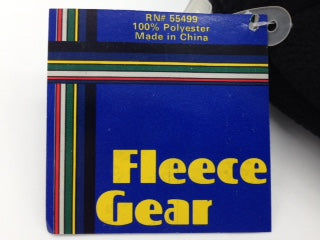 RN# 55499
100% Polyester
Made in China
Fleece
Gear